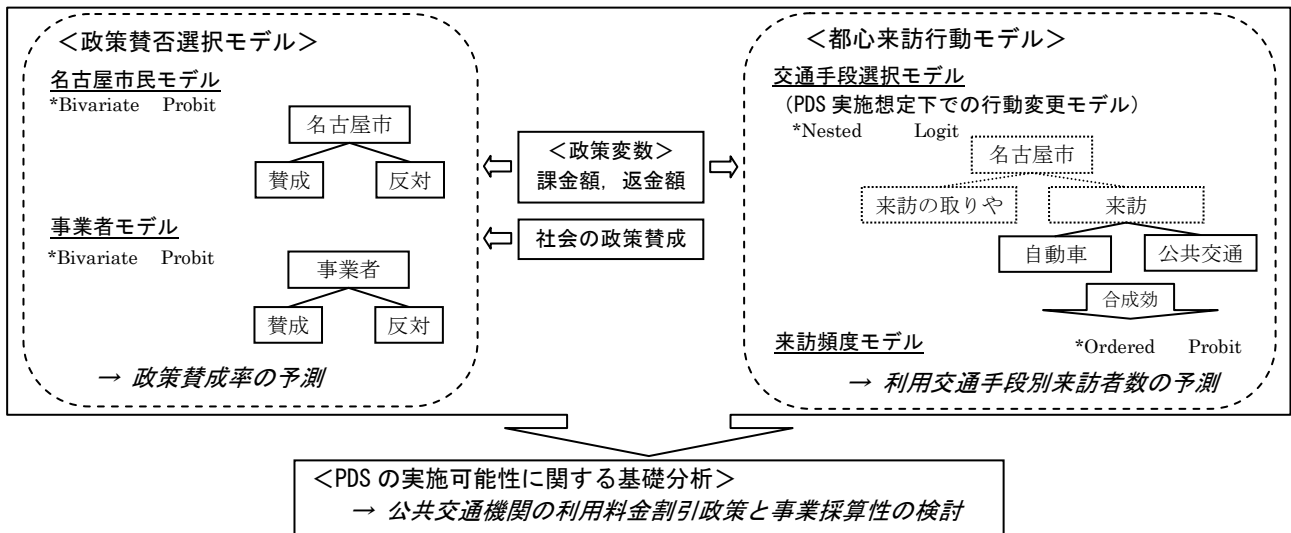 ＜政策賛否選択モデル＞
名古屋市民モデル
*Bivariate Probit
名古屋市
賛成
反対
事業者モデル
*Bivariate Probit
事業者
賛成
反対
→ 政策賛成率の予測
＜政策変数＞
課金額，返金額
社会の政策賛成
＜都心来訪行動モデル＞
交通手段選択モデル
（PDS 実施想定下での行動変更モデル）
*Nested Logit
名古屋市
来訪の取りや
来訪
自動車
公共交通
合成効
来訪頻度モデル
*Ordered Probit
→ 利用交通手段別来訪者数の予測
＜PDS の実施可能性に関する基礎分析＞
→ 公共交通機関の利用料金割引政策と事業採算性の検討